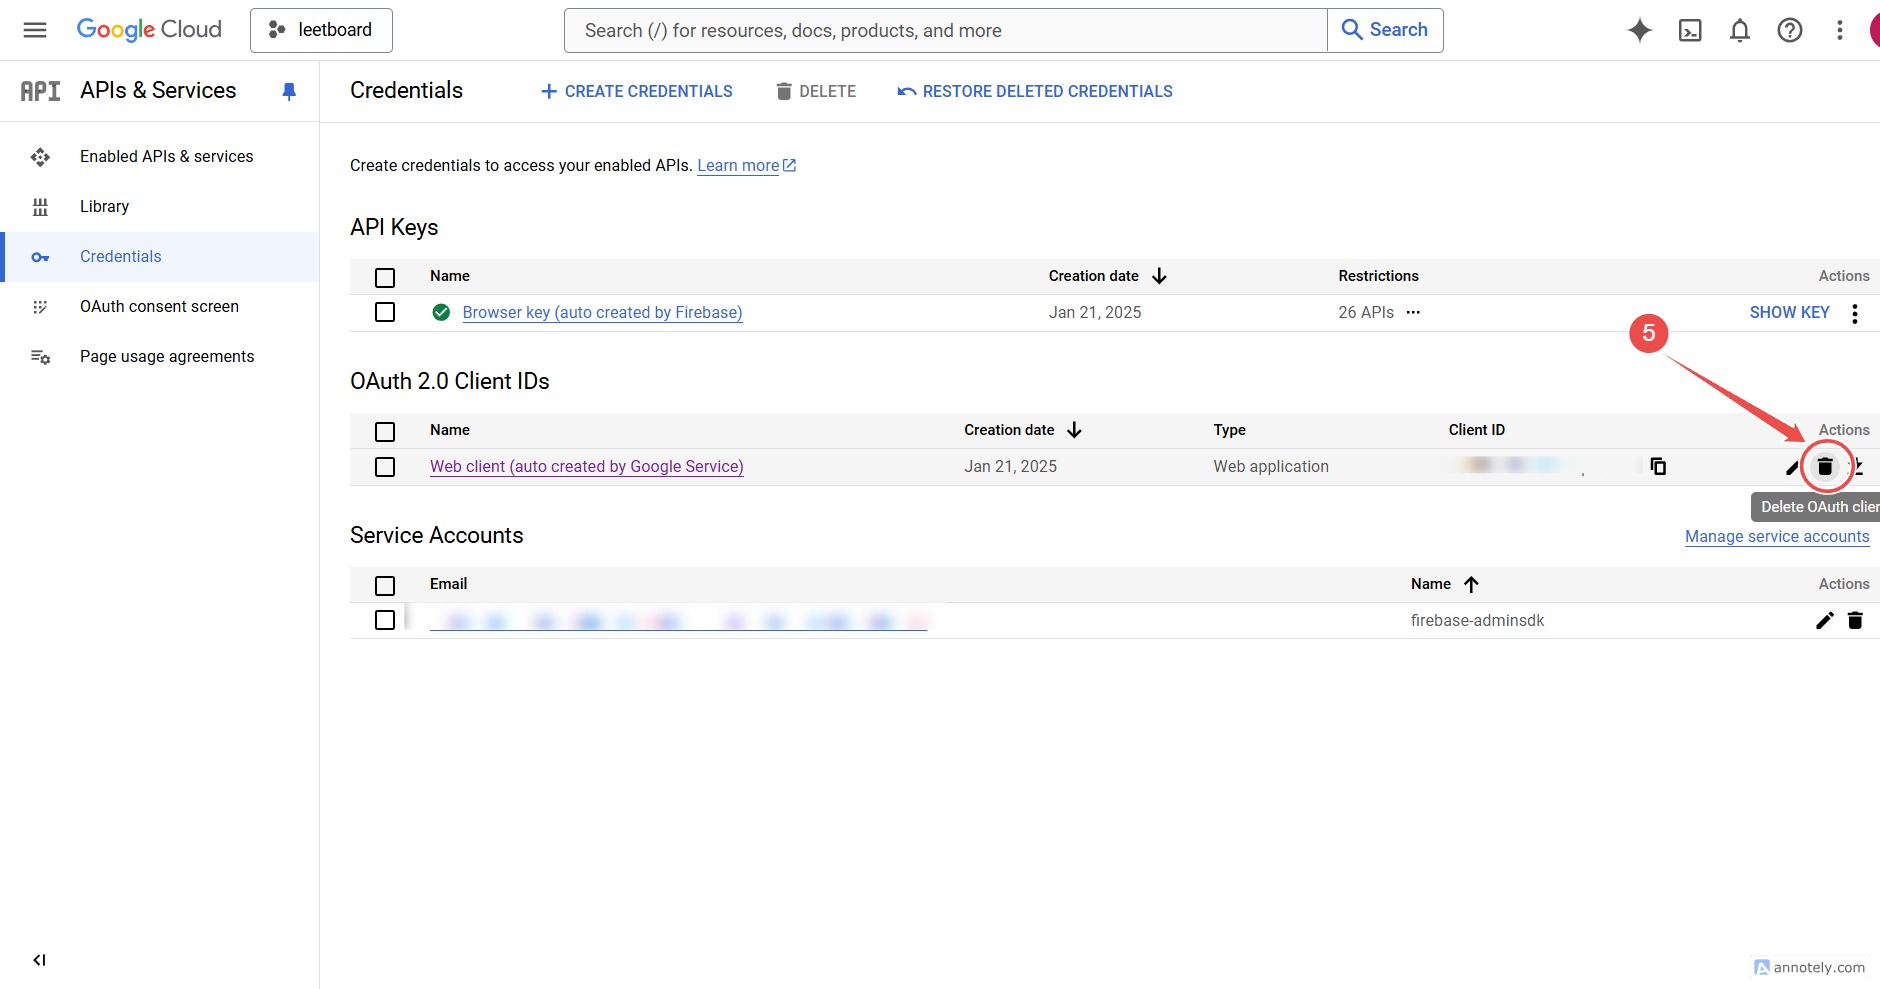 Google Cloud
leetboard
Search (/) for resources, docs, products, and more
Search
API APIs & Services
Credentials
CREATE CREDENTIALS
DELETE
RESTORE DELETED CREDENTIALS
Enabled APIs & services
Library
Credentials
OAuth consent screen
Page usage agreements
Create credentials to access your enabled APIs. Learn more
API Keys
Name Creation date Restrictions Actions
Browser key (auto created by Firebase) Jan 21, 2025 26 APIs SHOW KEY
5
OAuth 2.0 Client IDs
Name Creation date Type Client ID Actions
Web client (auto created by Google Service) Jan 21, 2025 Web application
Delete OAuth clien
Service Accounts
Manage service accounts
Email Name Actions
firebase-adminsdk
annotely.com